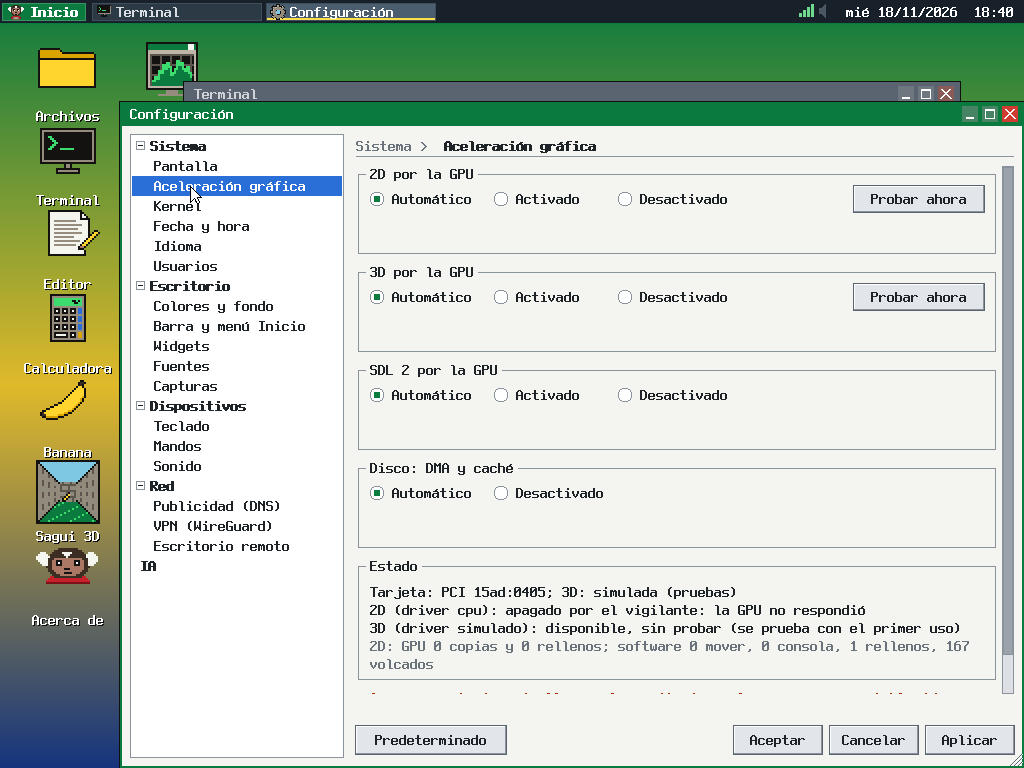 Inicio
Terminal
Configuración
mié 18/11/2026
18:40
Archivos
Terminal
Editor
Calculadora
Banana
Sagui 3D
Acerca de
Terminal
Configuración
Sistema
Pantalla
Aceleración gráfica
Kernel
Fecha y hora
Idioma
Usuarios
Escritorio
Colores y fondo
Barra y menú Inicio
Widgets
Fuentes
Capturas
Dispositivos
Teclado
Mandos
Sonido
Red
Publicidad (DNS)
VPN (WireGuard)
Escritorio remoto
IA
Sistema > Aceleración gráfica
2D por la GPU
Automático Activado Desactivado Probar ahora
3D por la GPU
Automático Activado Desactivado Probar ahora
SDL 2 por la GPU
Automático Activado Desactivado
Disco: DMA y caché
Automático Desactivado
Estado
Tarjeta: PCI 15ad:0405; 3D: simulada (pruebas)
2D (driver cpu): apagado por el vigilante: la GPU no respondió
3D (driver simulado): disponible, sin probar (se prueba con el primer uso)
2D: GPU 0 copias y 0 rellenos; software 0 mover, 0 consola, 1 rellenos, 167
volcados
Predeterminado Aceptar Cancelar Aplicar